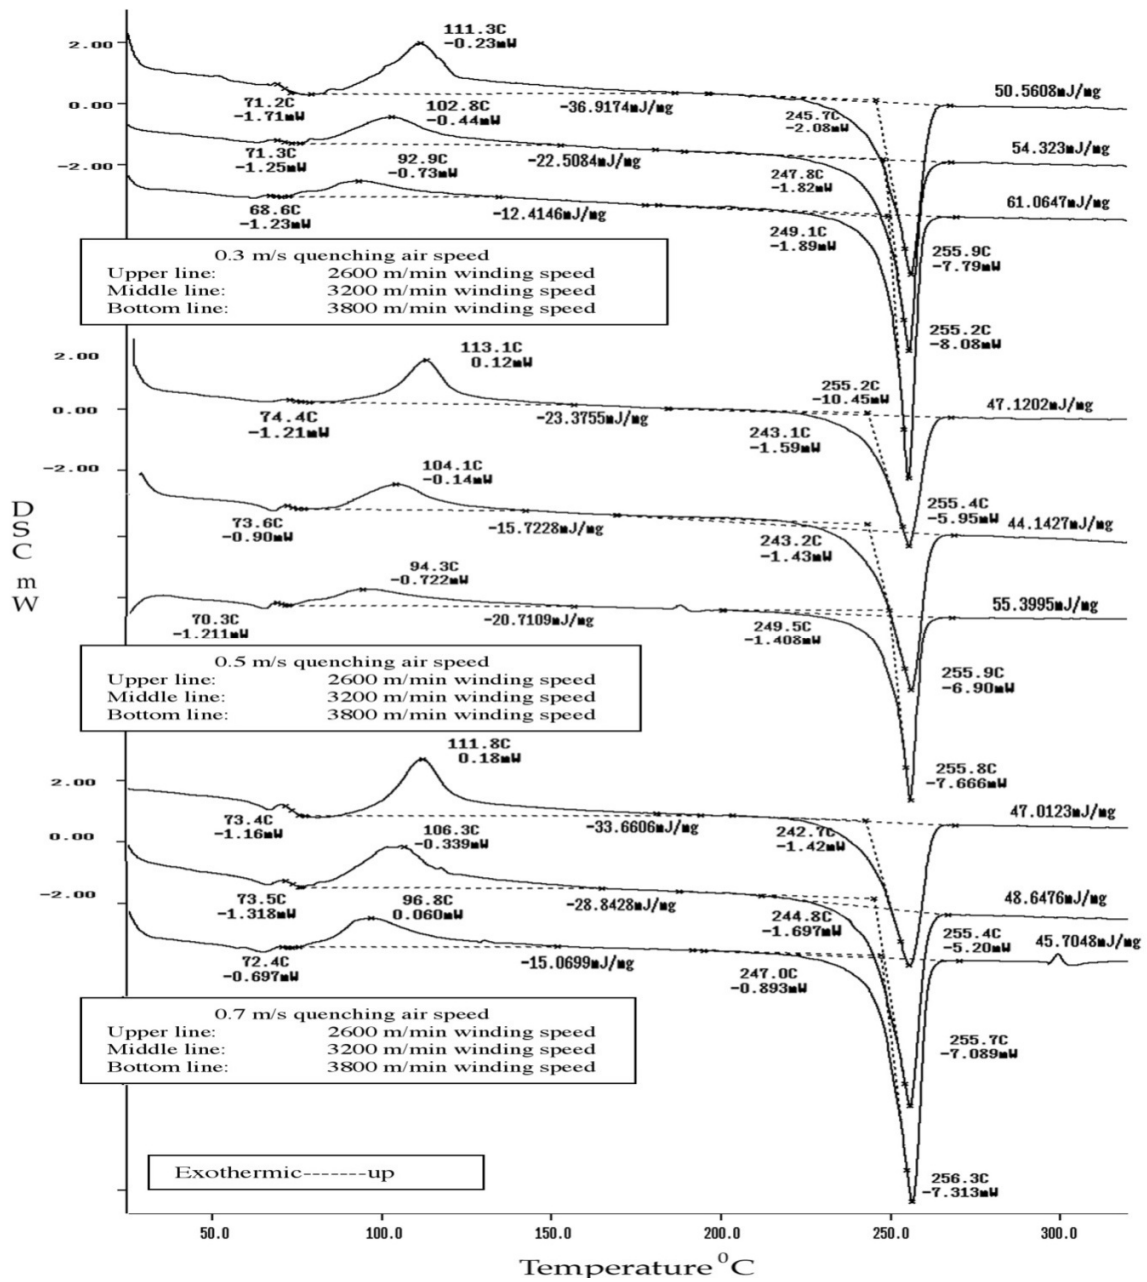 111.3C
-0.23mW
2.00
71.2C
-1.71mW
-36.9174mJ/mg
50.5608mJ/mg
0.00
102.8C
-0.44mW
245.7C
-2.08mW
71.3C
-1.25mW
-22.5084mJ/mg
54.323mJ/mg
-2.00
92.9C
-0.73mW
247.8C
-1.82mW
68.6C
-1.23mW
-12.4146mJ/mg
61.0647mJ/mg
249.1C
-1.89mW
0.3 m/s quenching air speed
Upper line: 2600 m/min winding speed
Middle line: 3200 m/min winding speed
Bottom line: 3800 m/min winding speed
255.9C
-7.79mW
255.2C
-8.08mW
2.00
113.1C
0.12mW
255.2C
-10.45mW
0.00
74.4C
-1.21mW
-23.3755mJ/mg
47.1202mJ/mg
243.1C
-1.59mW
-2.00
104.1C
-0.14mW
255.4C
-5.95mW
73.6C
-0.90mW
-15.7228mJ/mg
44.1427mJ/mg
243.2C
-1.43mW
94.3C
-0.722mW
70.3C
-1.211mW
-20.7109mJ/mg
55.3995mJ/mg
249.5C
-1.408mW
DSC mW
0.5 m/s quenching air speed
Upper line: 2600 m/min winding speed
Middle line: 3200 m/min winding speed
Bottom line: 3800 m/min winding speed
255.9C
-6.90mW
255.8C
-7.666mW
111.8C
0.18mW
2.00
73.4C
-1.16mW
-33.6606mJ/mg
47.0123mJ/mg
242.7C
-1.42mW
0.00
106.3C
-0.339mW
73.5C
-1.318mW
-28.8428mJ/mg
48.6476mJ/mg
244.8C
-1.697mW
-2.00
96.8C
0.060mW
255.4C
-5.20mW
72.4C
-0.697mW
-15.0699mJ/mg
45.7048mJ/mg
247.0C
-0.893mW
0.7 m/s quenching air speed
Upper line: 2600 m/min winding speed
Middle line: 3200 m/min winding speed
Bottom line: 3800 m/min winding speed
255.7C
-7.089mW
Exothermic-------up
256.3C
-7.313mW
50.0 100.0 150.0 200.0 250.0 300.0
Temperature ⁰C